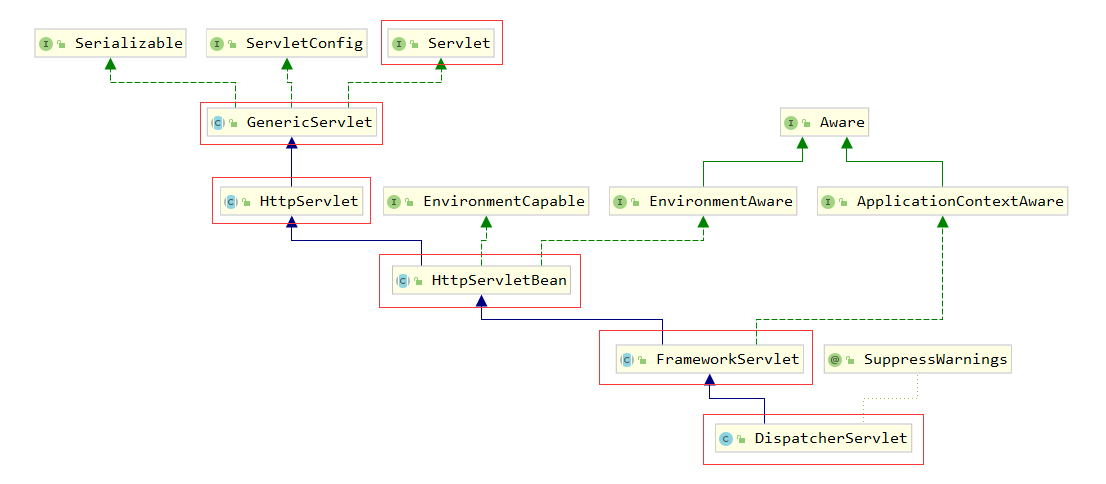 I Serializable
I ServletConfig
I Servlet
C GenericServlet
I Aware
C HttpServlet
I EnvironmentCapable
I EnvironmentAware
I ApplicationContextAware
C HttpServletBean
C FrameworkServlet
@ SuppressWarnings
C DispatcherServlet